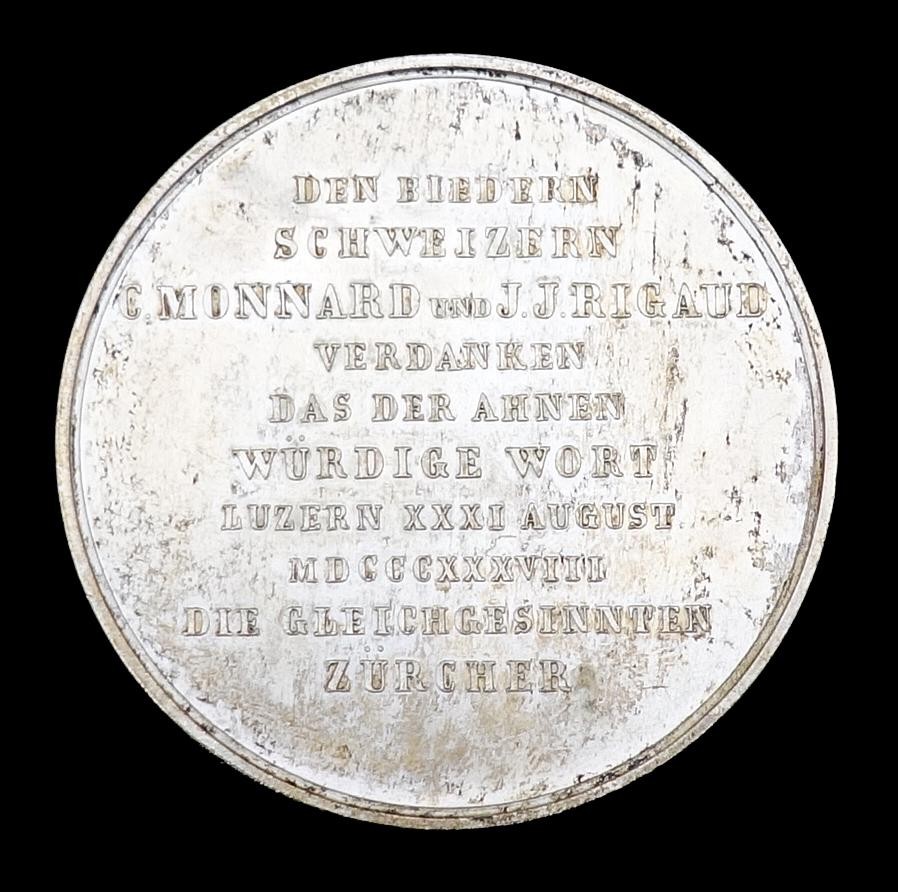 DEN BIEDERN
SCHWEIZERN
C. MONNARD UND J. J. RIGAUD
VERDANKEN
DAS DER AHNEN
WÜRDIGE WORT
LUZERN XXXI AUGUST
MDCCCXXXVIII
DIE GLEICHGESINNTEN
ZÜRCHER